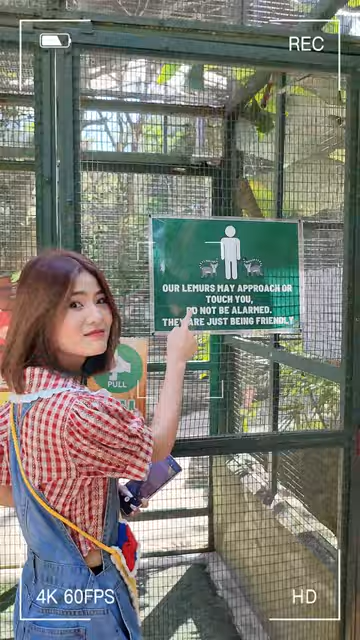 REC
OUR LEMURS MAY APPROACH OR
TOUCH YOU,
DO NOT BE ALARMED.
THEY ARE JUST BEING FRIENDLY
PULL
4K 60FPS
HD